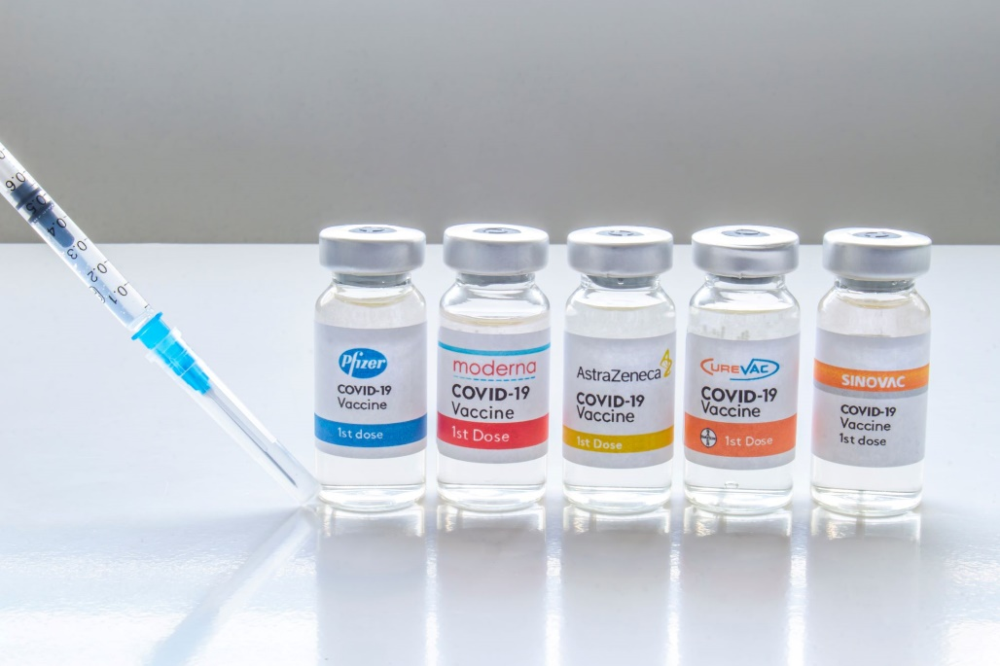 -0.6
-0.5
-0.4
-0.3
-0.2
-0.1
Pfizer
COVID-19
Vaccine
1st dose
moderna
COVID-19
Vaccine
1st Dose
AstraZeneca
COVID-19
Vaccine
1st Dose
CUREVAC
COVID-19
Vaccine
1st Dose
SINOVAC
COVID-19
Vaccine
1st dose